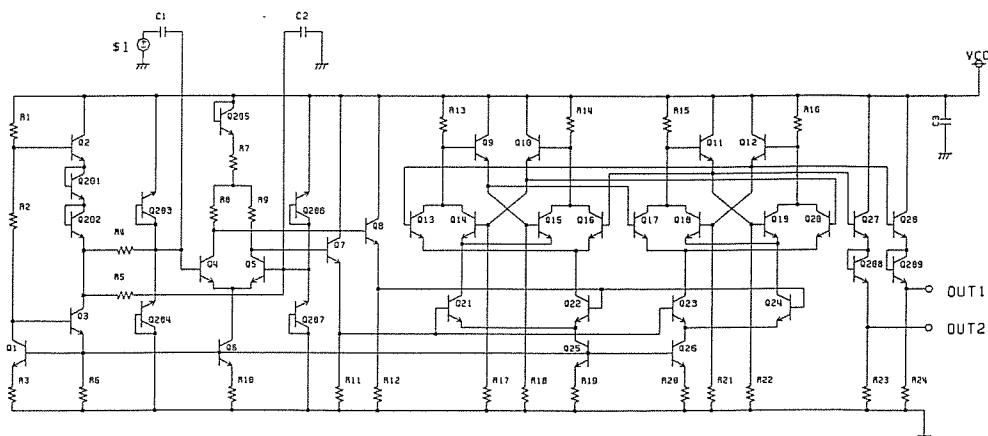 C1
C2
$1
VCC
R1
R13
R14
R15
R16
Q205
C3
Q2
Q9
Q10
Q11
Q12
R7
Q201
R2
R8
R9
Q202
Q203
Q206
Q13
Q14
Q15
Q16
Q17
Q18
Q19
Q20
Q27
Q28
R4
Q7
Q8
Q4
Q5
Q208
Q209
R5
OUT1
Q21
Q22
Q23
Q24
Q3
Q204
Q207
OUT2
Q1
Q6
Q25
Q26
R3
R6
R10
R11
R12
R17
R18
R19
R20
R21
R22
R23
R24